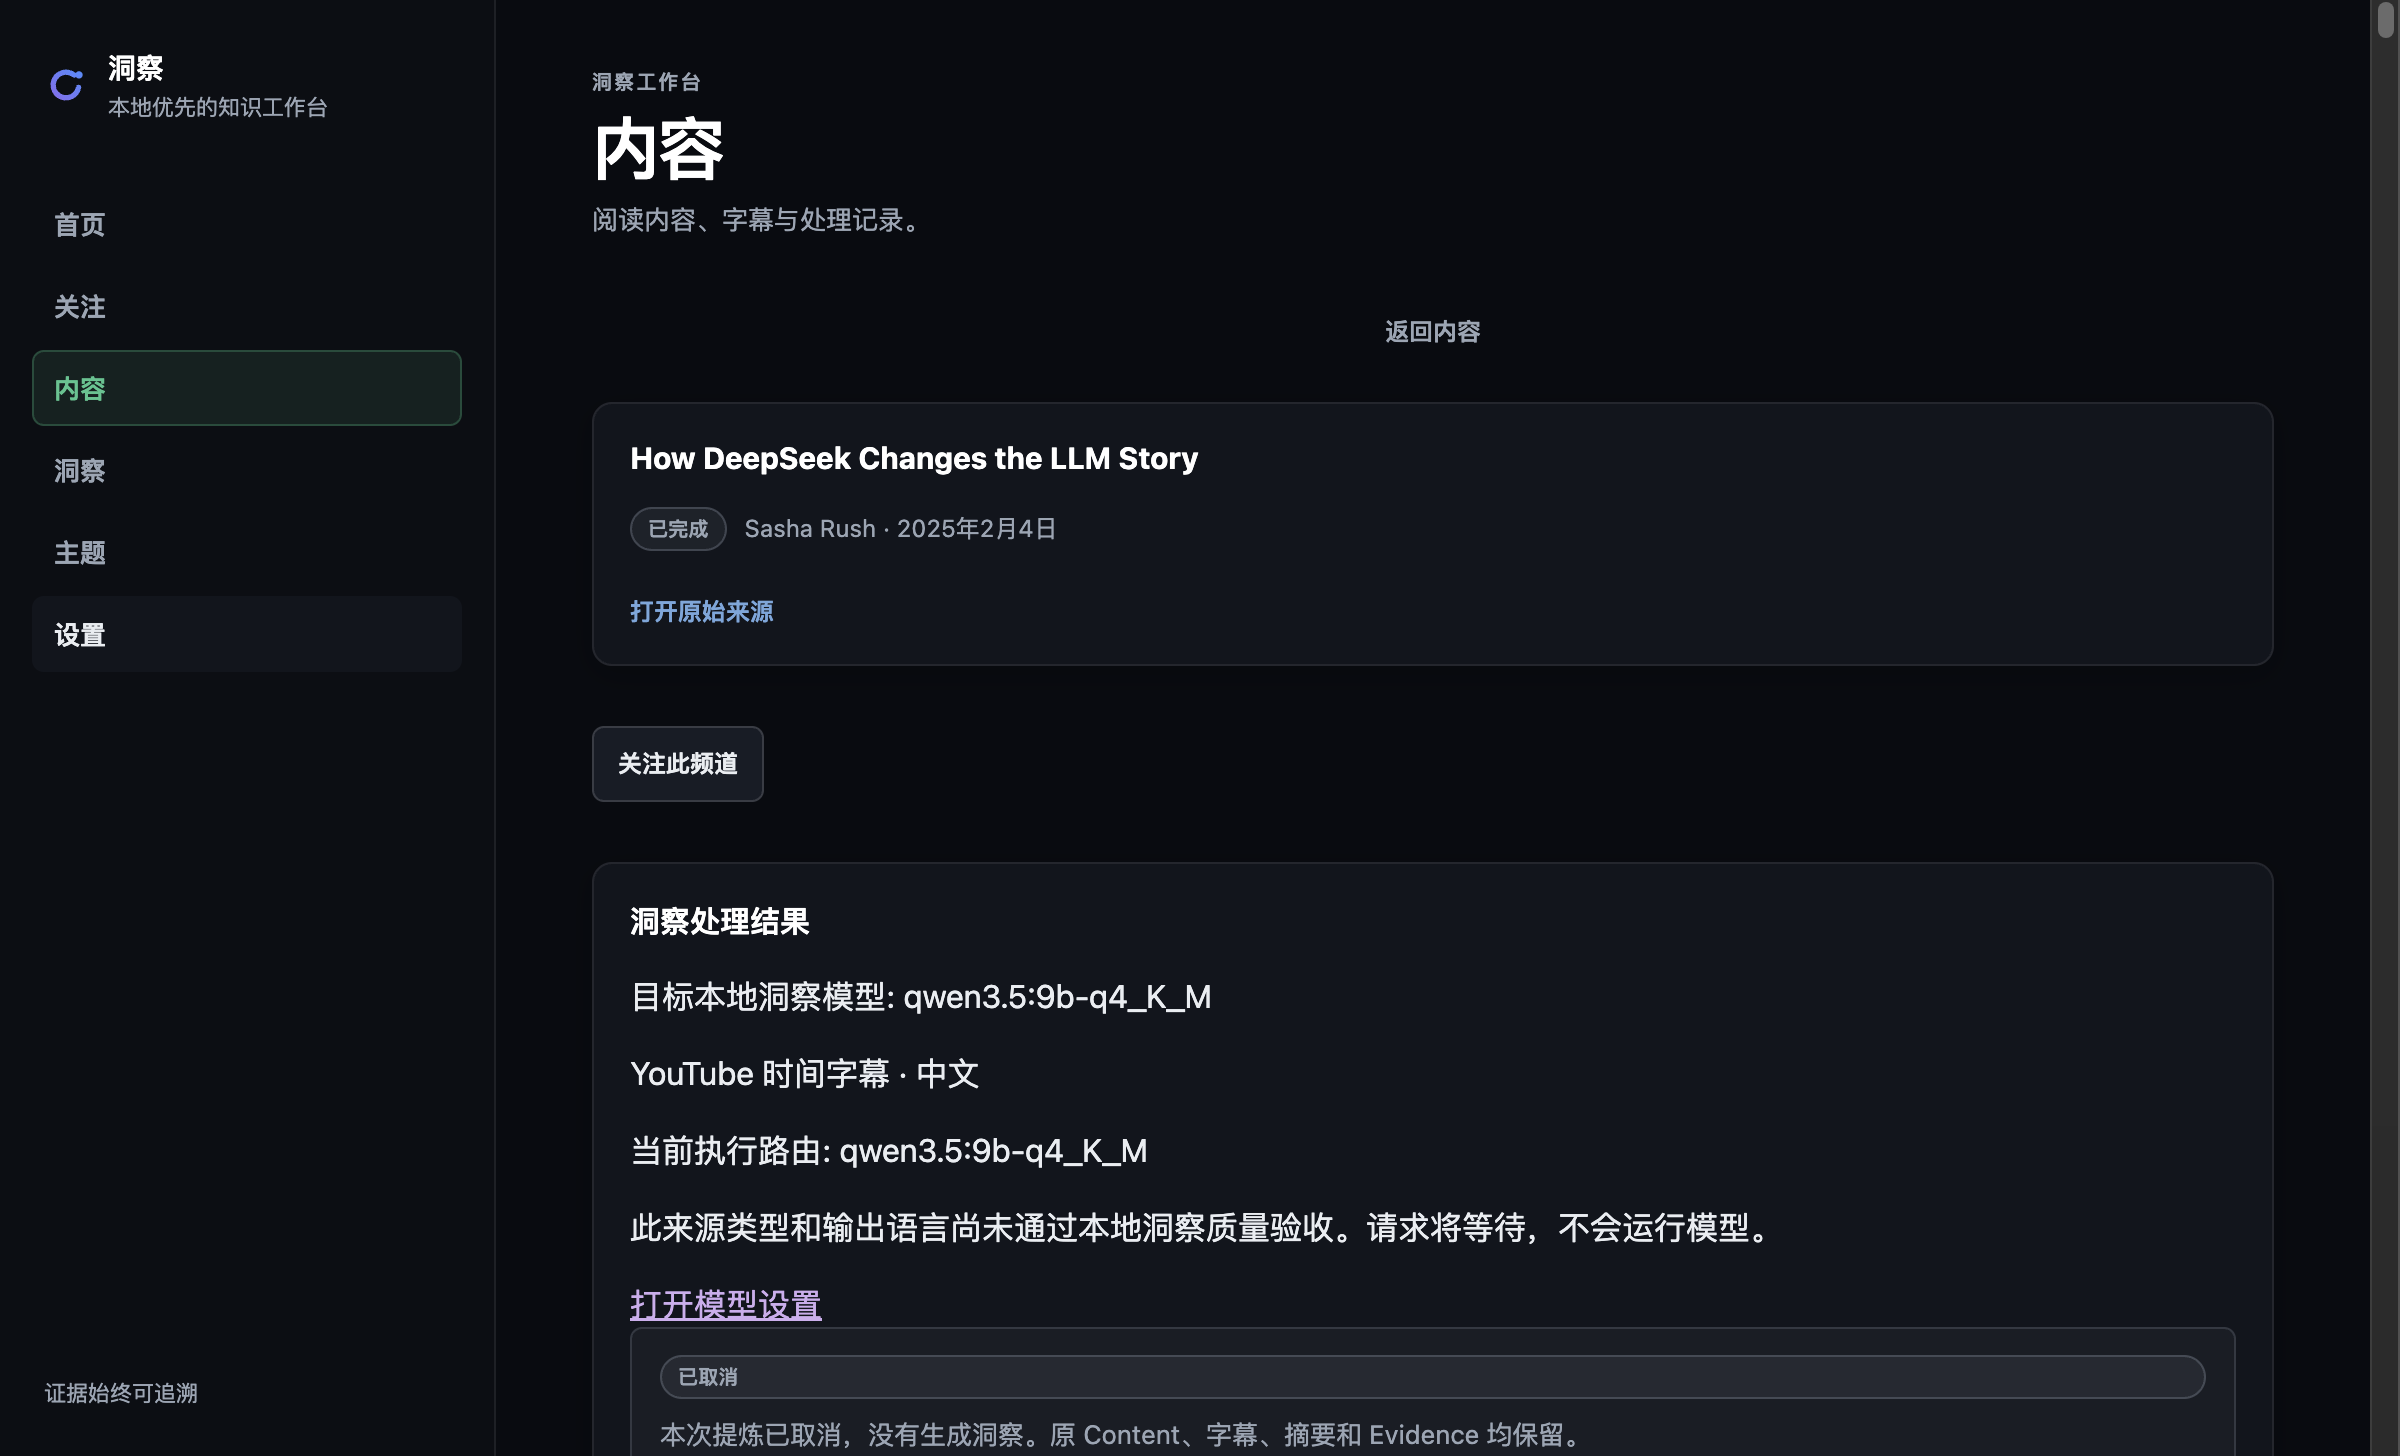 洞察
本地优先的知识工作台
首页
关注
内容
洞察
主题
设置
证据始终可追溯
洞察工作台
内容
阅读内容、字幕与处理记录。
返回内容
How DeepSeek Changes the LLM Story
已完成 Sasha Rush · 2025年2月4日
打开原始来源
关注此频道
洞察处理结果
目标本地洞察模型: qwen3.5:9b-q4_K_M
YouTube 时间字幕 · 中文
当前执行路由: qwen3.5:9b-q4_K_M
此来源类型和输出语言尚未通过本地洞察质量验收。请求将等待，不会运行模型。
打开模型设置
已取消
本次提炼已取消，没有生成洞察。原 Content、字幕、摘要和 Evidence 均保留。